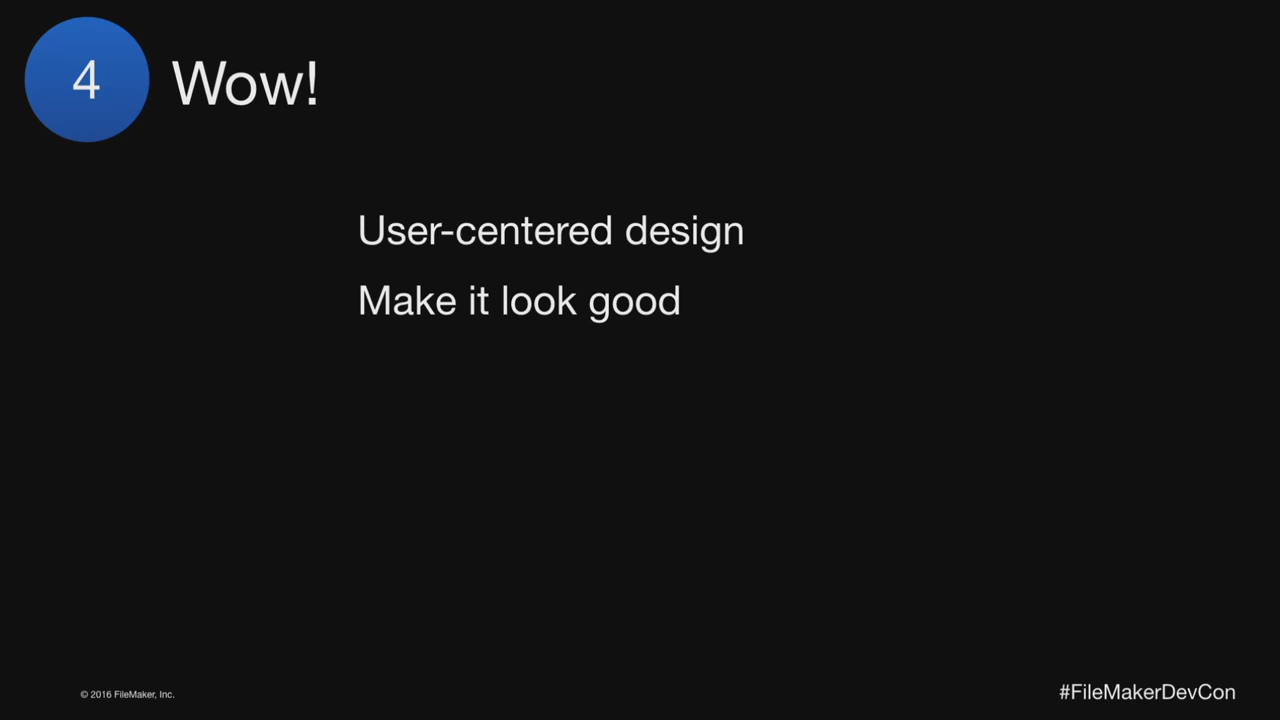 4
Wow!
User-centered design
Make it look good
© 2016 FileMaker, Inc.
#FileMakerDevCon